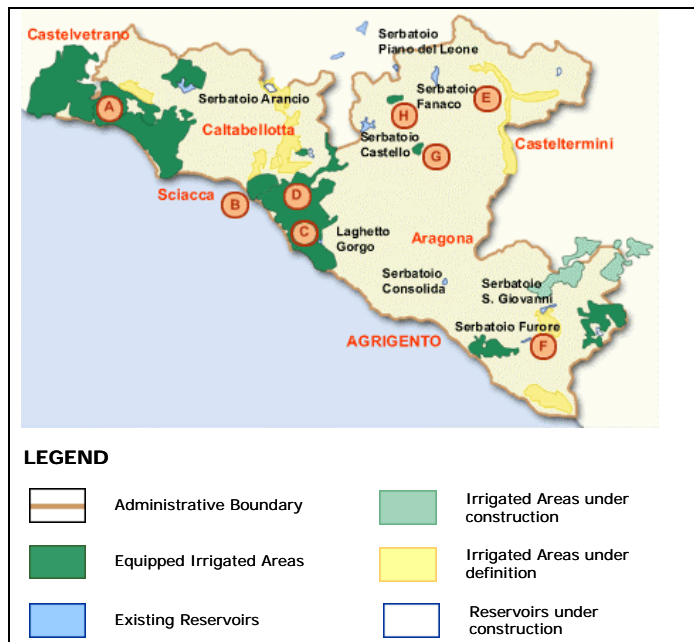 Castelvetrano
Serbatoio
Piano del Leone
Serbatoio
Fanaco
E
Serbatoio Arancio
A
H
Caltabellotta
Serbatoio
Castello
G
Casteltermini
Sciacca
B
D
C
Laghetto
Gorgo
Aragona
Serbatoio
Consolida
Serbatoio
S. Giovanni
Serbatoio Furore
AGRIGENTO
F
LEGEND
Administrative Boundary
Irrigated Areas under
construction
Equipped Irrigated Areas
Irrigated Areas under
definition
Existing Reservoirs
Reservoirs under
construction